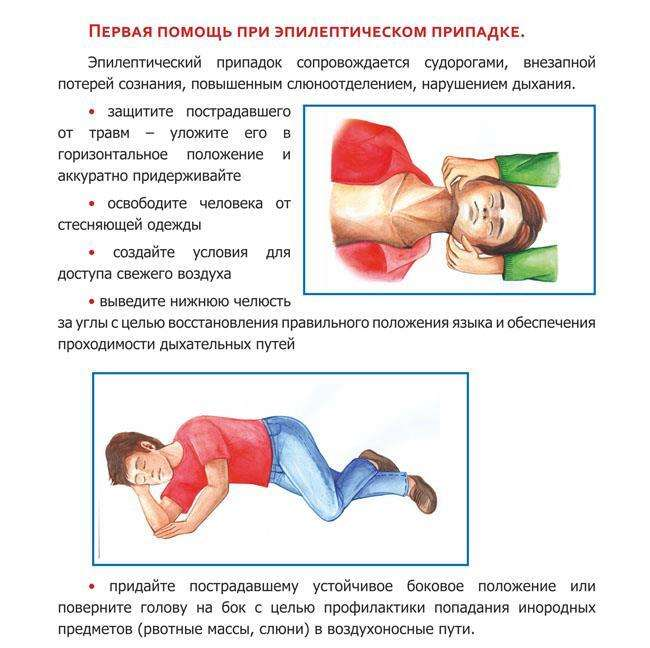 Первая помощь при эпилептическом припадке.
Эпилептический припадок сопровождается судорогами, внезапной
потерей сознания, повышенным слюноотделением, нарушением дыхания.
• защитите пострадавшего
от травм – уложите его в
горизонтальное положение и
аккуратно придерживайте
• освободите человека от
стесняющей одежды
• создайте условия для
доступа свежего воздуха
• выведите нижнюю челюсть
за углы с целью восстановления правильного положения языка и обеспечения
проходимости дыхательных путей
• придайте пострадавшему устойчивое боковое положение или
поверните голову на бок с целью профилактики попадания инородных
предметов (рвотные массы, слюни) в воздухоносные пути.